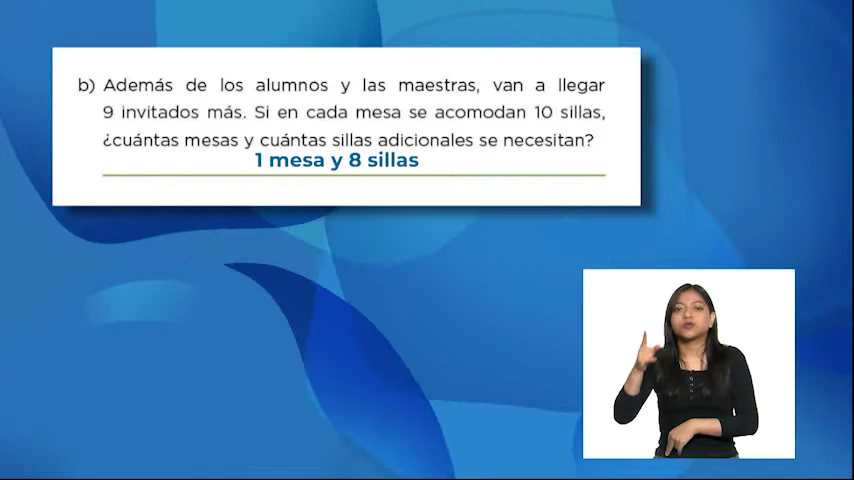 b) Además de los alumnos y las maestras, van a llegar
9 invitados más. Si en cada mesa se acomodan 10 sillas,
¿cuántas mesas y cuántas sillas adicionales se necesitan?
1 mesa y 8 sillas